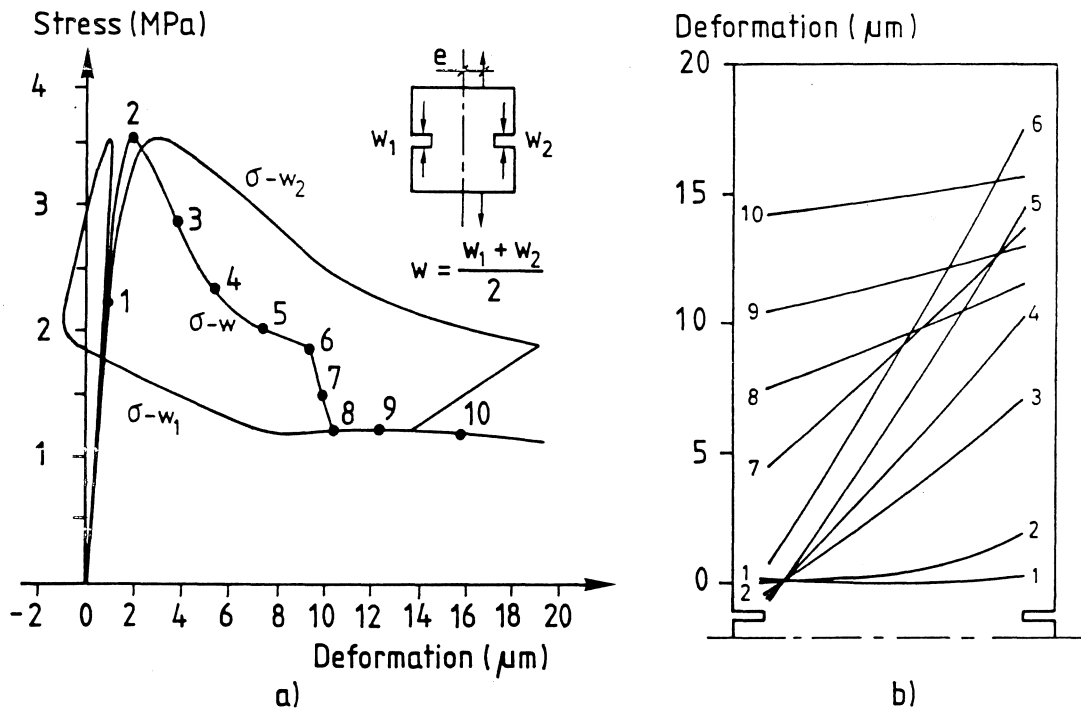 Stress (MPa)
4
3
2
1
-2 0 2 4 6 8 10 12 14 16 18 20
Deformation (μm)
a)
1
2
3
4
5
6
7
8
9
10
σ-w₂
σ-w
σ-w₁
e
w₁
w₂
w = (w₁ + w₂) / 2
Deformation (μm)
20
15
10
5
0
10
9
8
7
1
2
6
5
4
3
2
1
b)